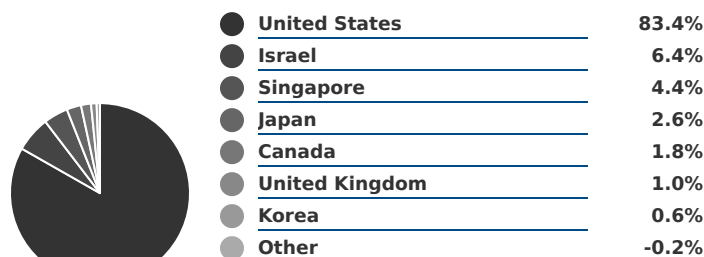 United States 83.4%
Israel 6.4%
Singapore 4.4%
Japan 2.6%
Canada 1.8%
United Kingdom 1.0%
Korea 0.6%
Other -0.2%